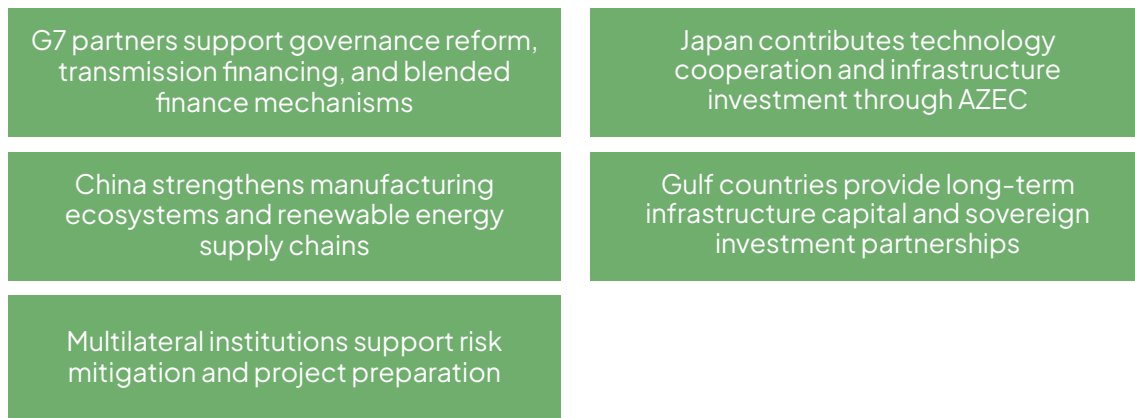 G7 partners support governance reform,
transmission financing, and blended
finance mechanisms
Japan contributes technology
cooperation and infrastructure
investment through AZEC
China strengthens manufacturing
ecosystems and renewable energy
supply chains
Gulf countries provide long-term
infrastructure capital and sovereign
investment partnerships
Multilateral institutions support risk
mitigation and project preparation